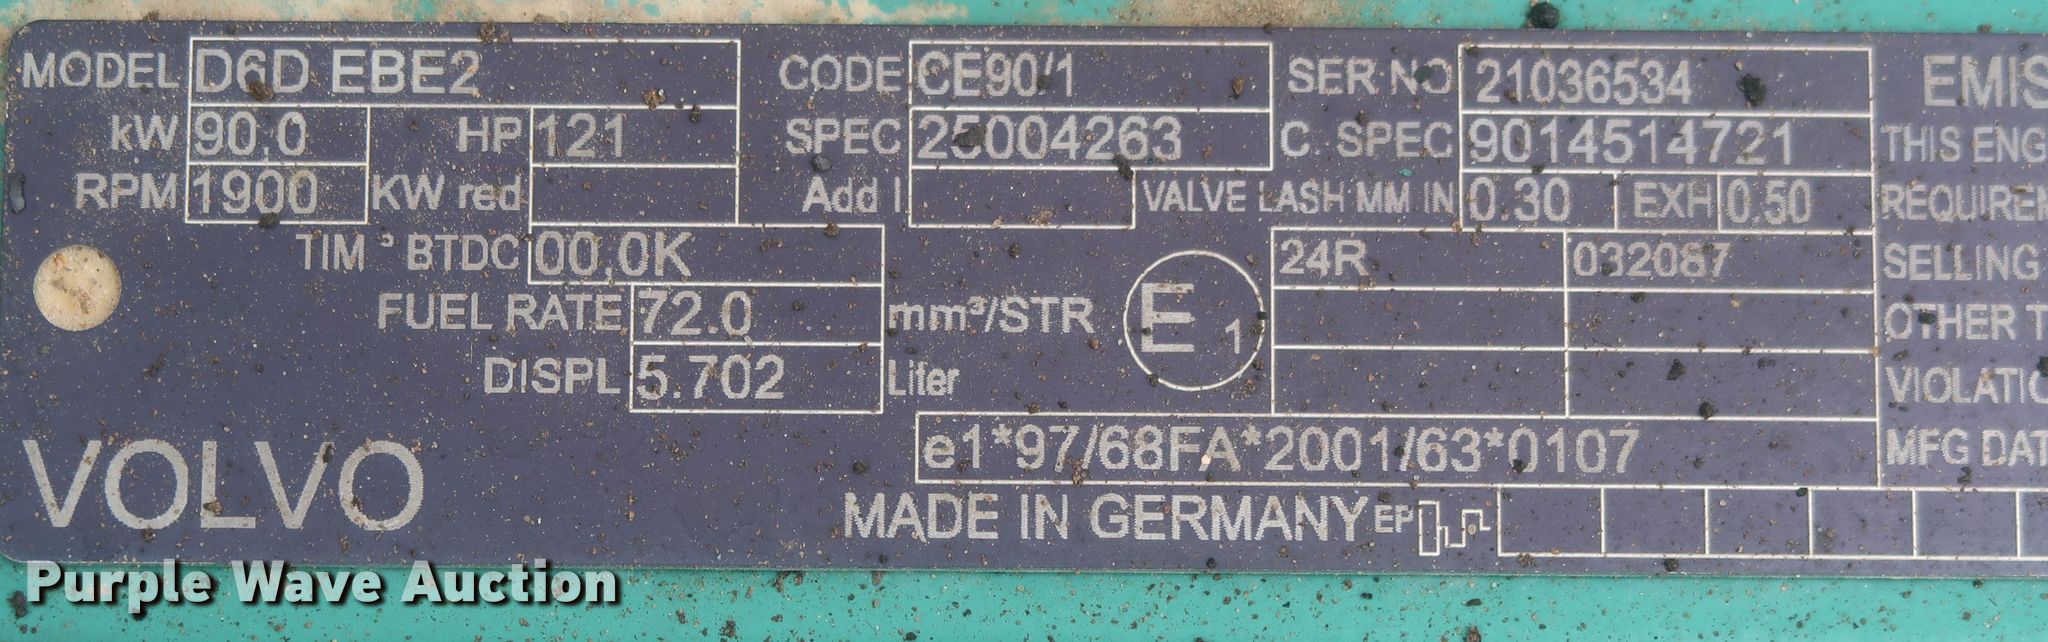 MODEL D6D EBE2 CODE CE90/1 SER NO 21036534 EMIS
kW 90,0 HP 121 SPEC 25004263 C. SPEC 9014514721 THIS ENG
RPM 1900 KW red Add I VALVE LASH MM IN 0.30 EXH 0.50 REQUIREM
TIM ° BTDC 00,0K 24R 032087 SELLING
FUEL RATE 72.0 mm³/STR E 1 OTHER T
DISPL 5.702 Liter VIOLATIO
e1*97/68FA*2001/63*0107 MFG DAT
VOLVO MADE IN GERMANY EP
Purple Wave Auction